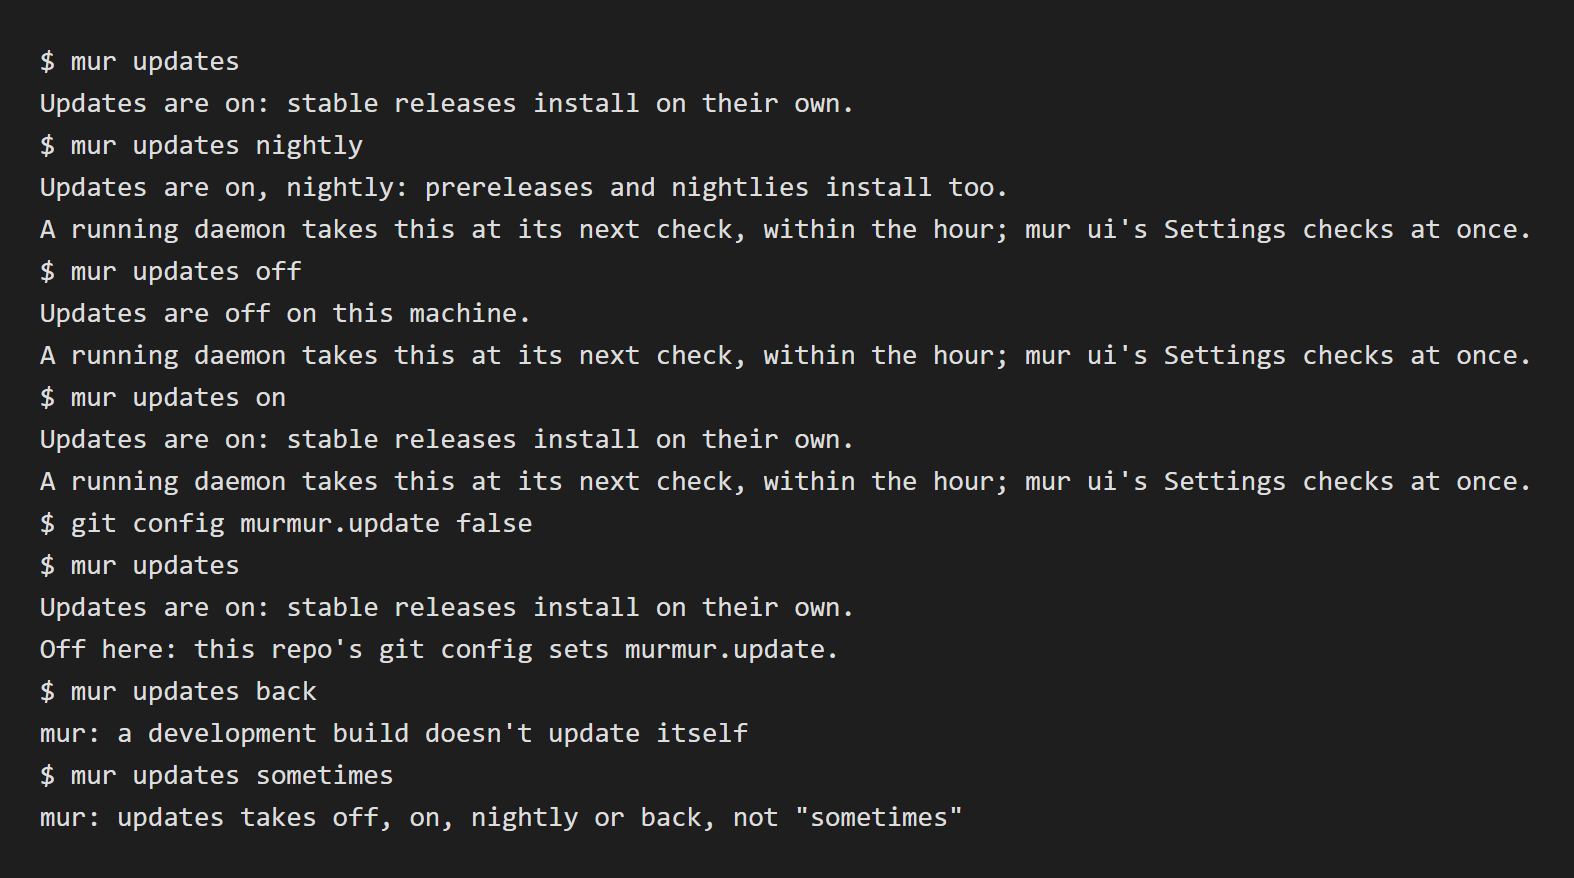 $ mur updates
Updates are on: stable releases install on their own.
$ mur updates nightly
Updates are on, nightly: prereleases and nightlies install too.
A running daemon takes this at its next check, within the hour; mur ui's Settings checks at once.
$ mur updates off
Updates are off on this machine.
A running daemon takes this at its next check, within the hour; mur ui's Settings checks at once.
$ mur updates on
Updates are on: stable releases install on their own.
A running daemon takes this at its next check, within the hour; mur ui's Settings checks at once.
$ git config murmur.update false
$ mur updates
Updates are on: stable releases install on their own.
Off here: this repo's git config sets murmur.update.
$ mur updates back
mur: a development build doesn't update itself
$ mur updates sometimes
mur: updates takes off, on, nightly or back, not "sometimes"